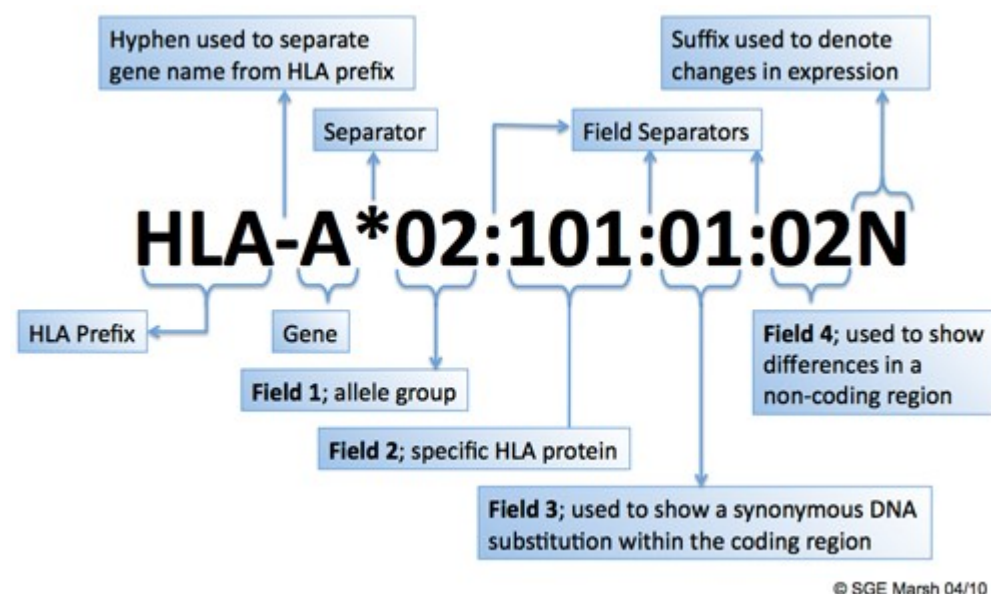 Hyphen used to separate
gene name from HLA prefix
Suffix used to denote
changes in expression
Separator
Field Separators
HLA-A*02:101:01:02N
HLA Prefix
Gene
Field 4; used to show
differences in a
non-coding region
Field 1; allele group
Field 2; specific HLA protein
Field 3; used to show a synonymous DNA
substitution within the coding region
© SGE Marsh 04/10